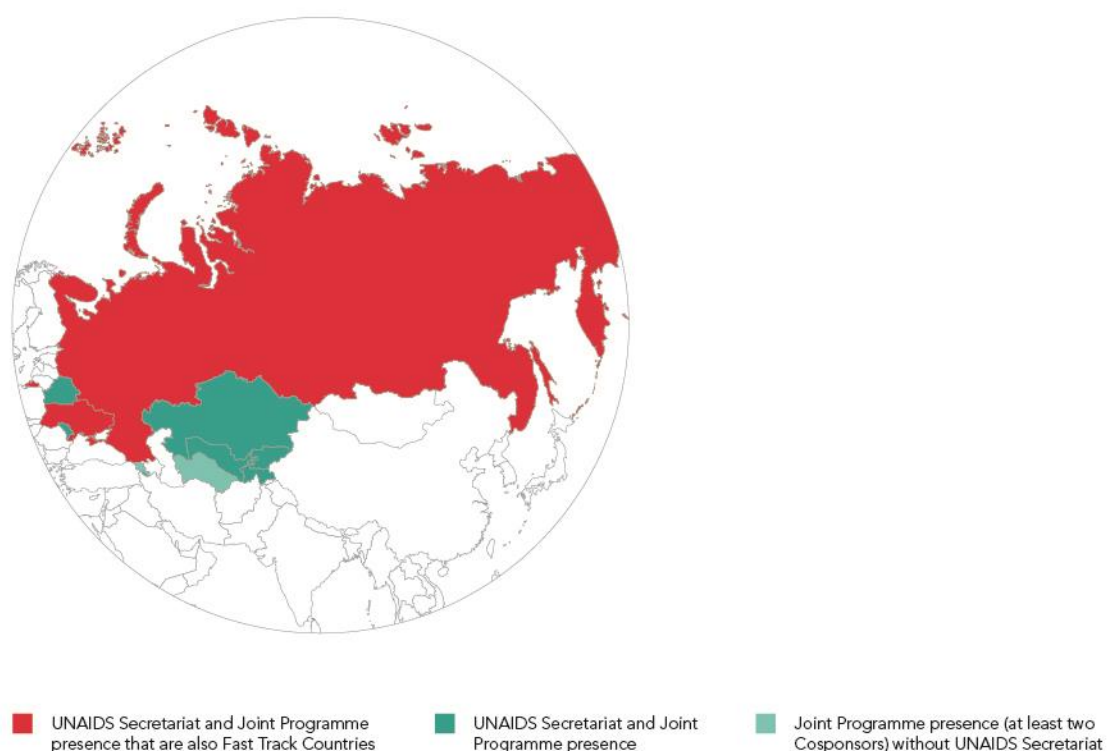 UNAIDS Secretariat and Joint Programme
presence that are also Fast Track Countries
UNAIDS Secretariat and Joint
Programme presence
Joint Programme presence (at least two
Cosponsors) without UNAIDS Secretariat